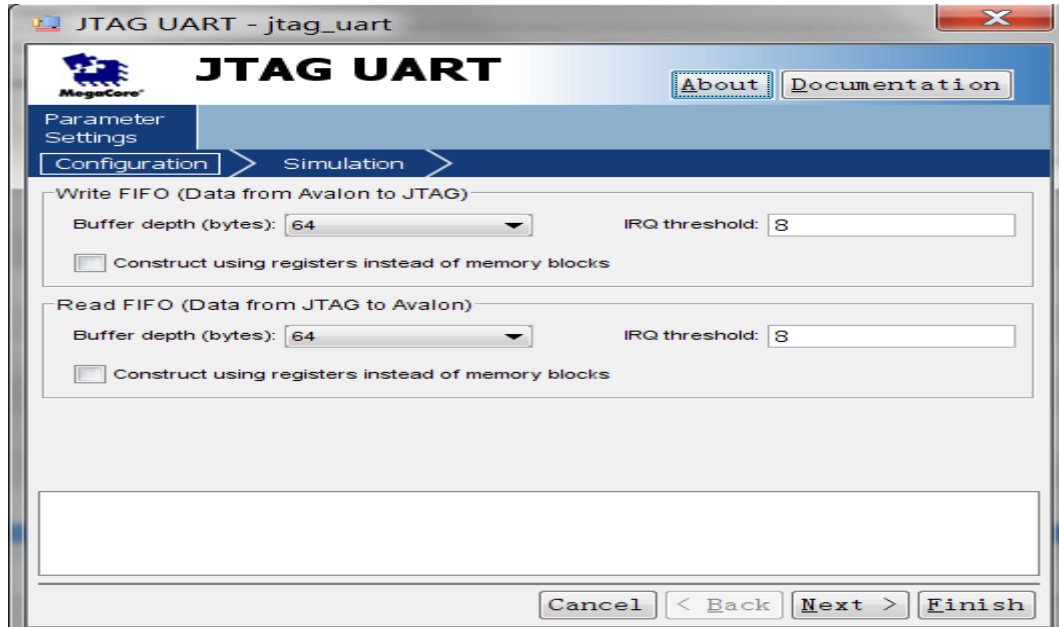 JTAG UART - jtag_uart
JTAG UART
MegaCore®
About Documentation
Parameter
Settings
Configuration Simulation
Write FIFO (Data from Avalon to JTAG)
Buffer depth (bytes): 64 IRQ threshold: 8
Construct using registers instead of memory blocks
Read FIFO (Data from JTAG to Avalon)
Buffer depth (bytes): 64 IRQ threshold: 8
Construct using registers instead of memory blocks
Cancel < Back Next > Finish